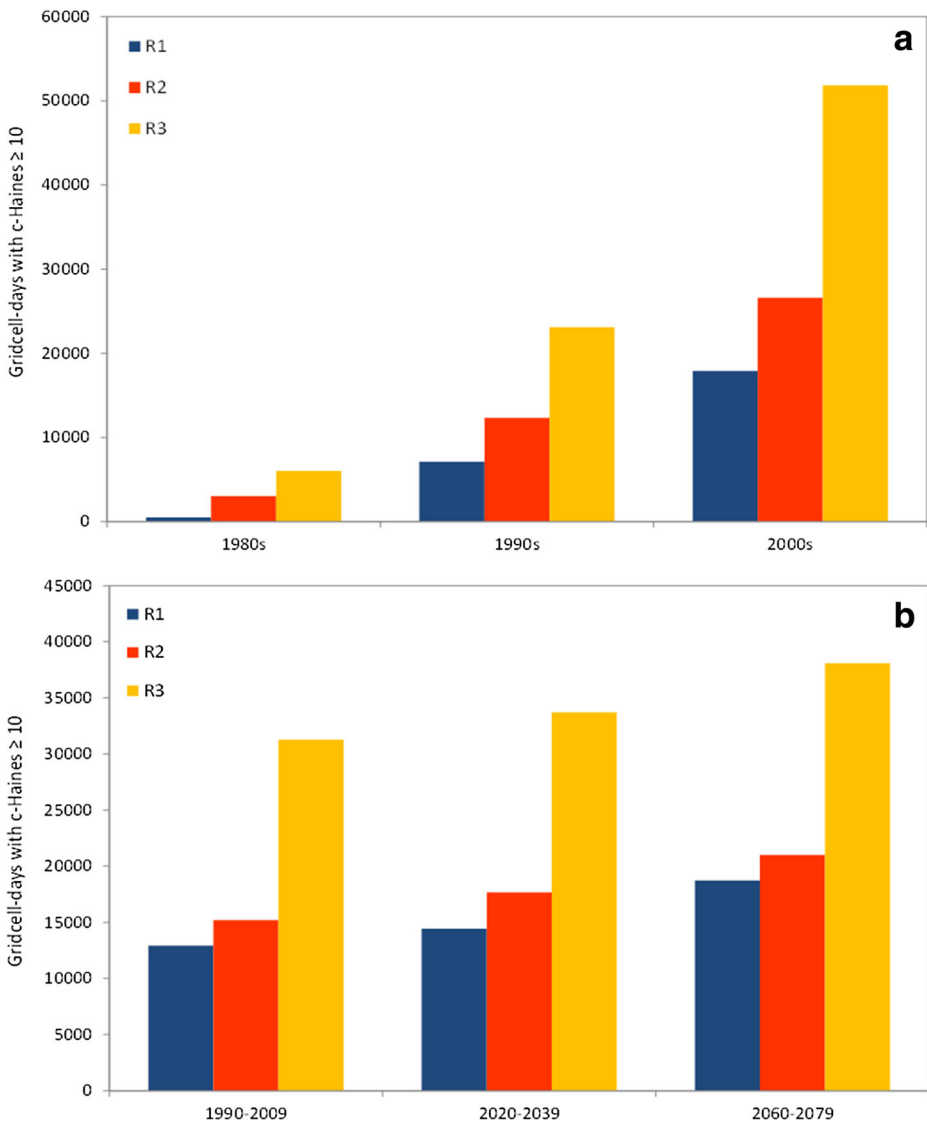 a
R1
R2
R3
Gridcell-days with c-Haines ≥ 10
60000
50000
40000
30000
20000
10000
0
1980s 1990s 2000s
b
R1
R2
R3
Gridcell-days with c-Haines ≥ 10
45000
40000
35000
30000
25000
20000
15000
10000
5000
0
1990-2009 2020-2039 2060-2079